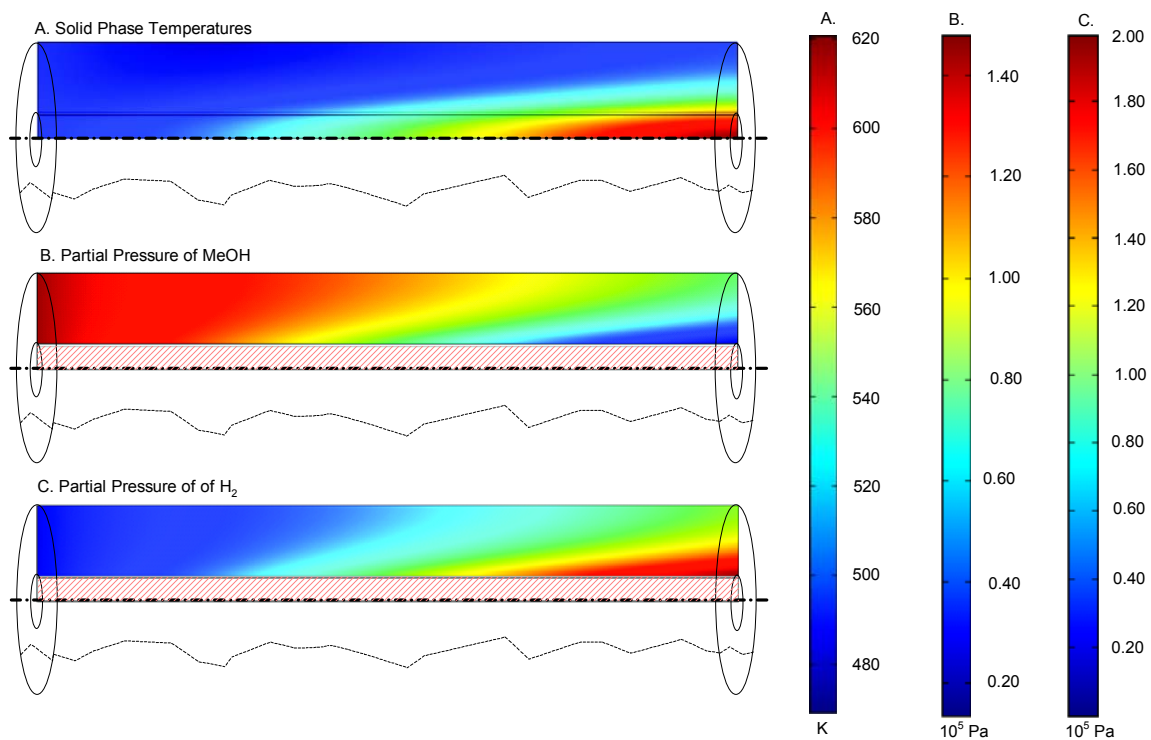 A. Solid Phase Temperatures
B. Partial Pressure of MeOH
C. Partial Pressure of of H2
A.
620
600
580
560
540
520
500
480
K
B.
1.40
1.20
1.00
0.80
0.60
0.40
0.20
10^5 Pa
C.
2.00
1.80
1.60
1.40
1.20
1.00
0.80
0.60
0.40
0.20
10^5 Pa